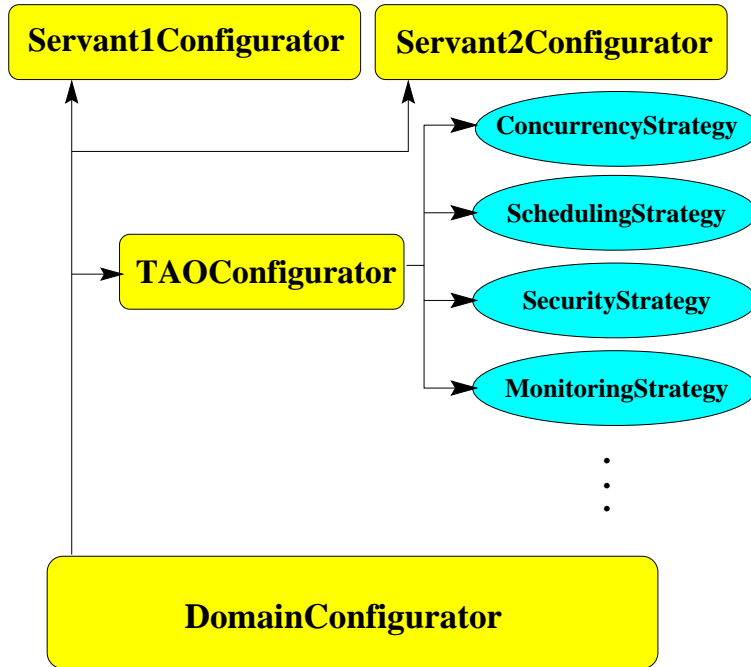 Servant1Configurator
Servant2Configurator
ConcurrencyStrategy
SchedulingStrategy
TAOConfigurator
SecurityStrategy
MonitoringStrategy
DomainConfigurator